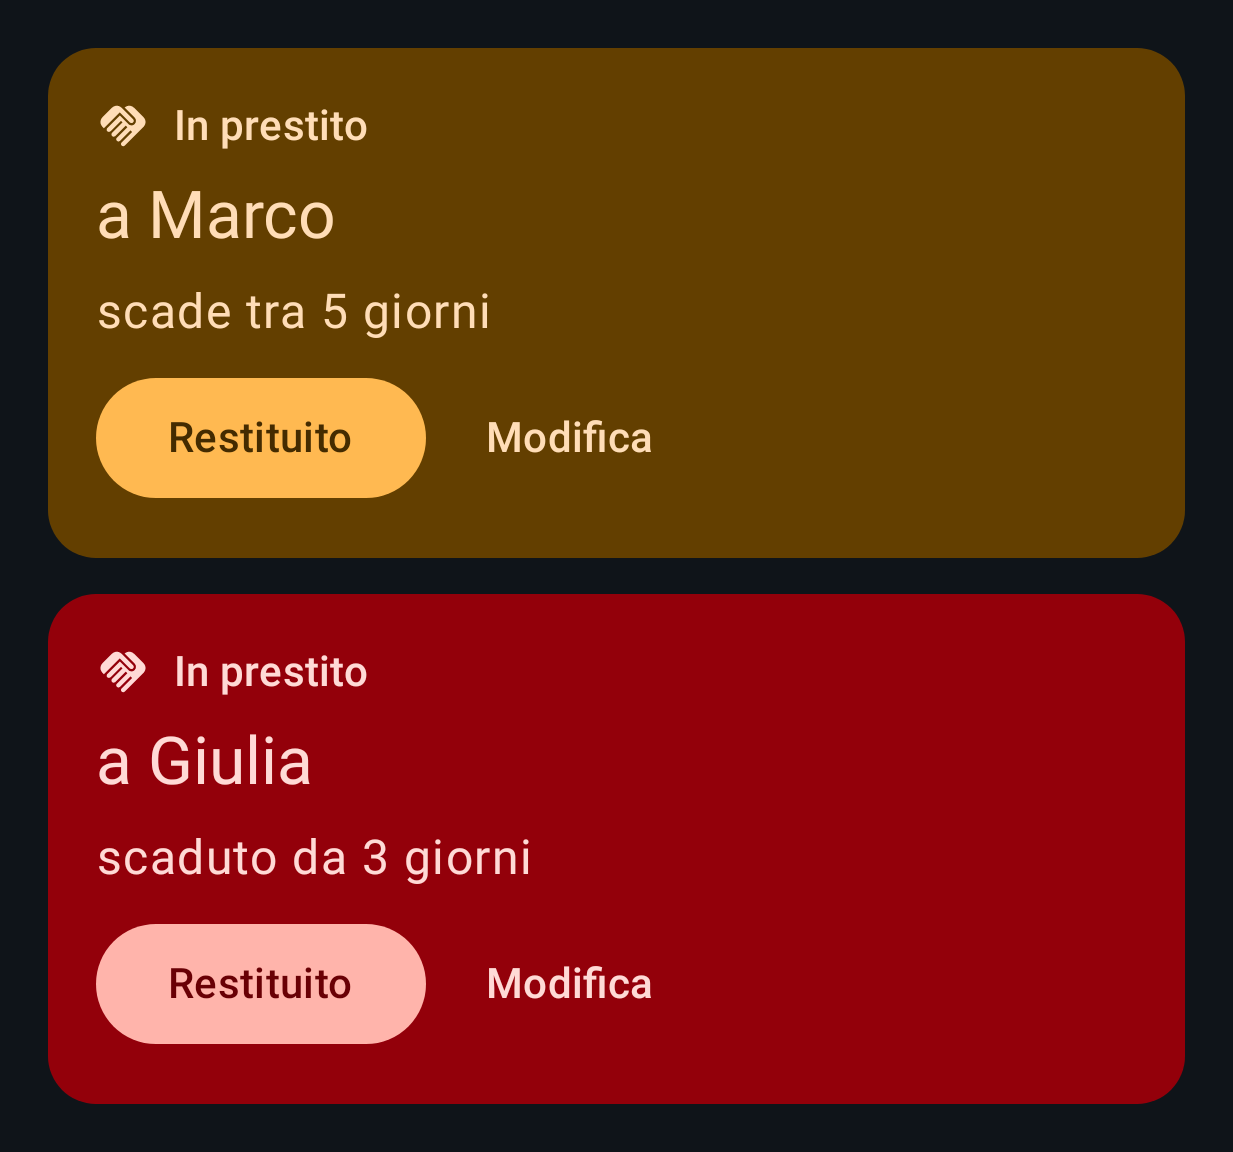 In prestito
a Marco
scade tra 5 giorni
Restituito Modifica
In prestito
a Giulia
scaduto da 3 giorni
Restituito Modifica